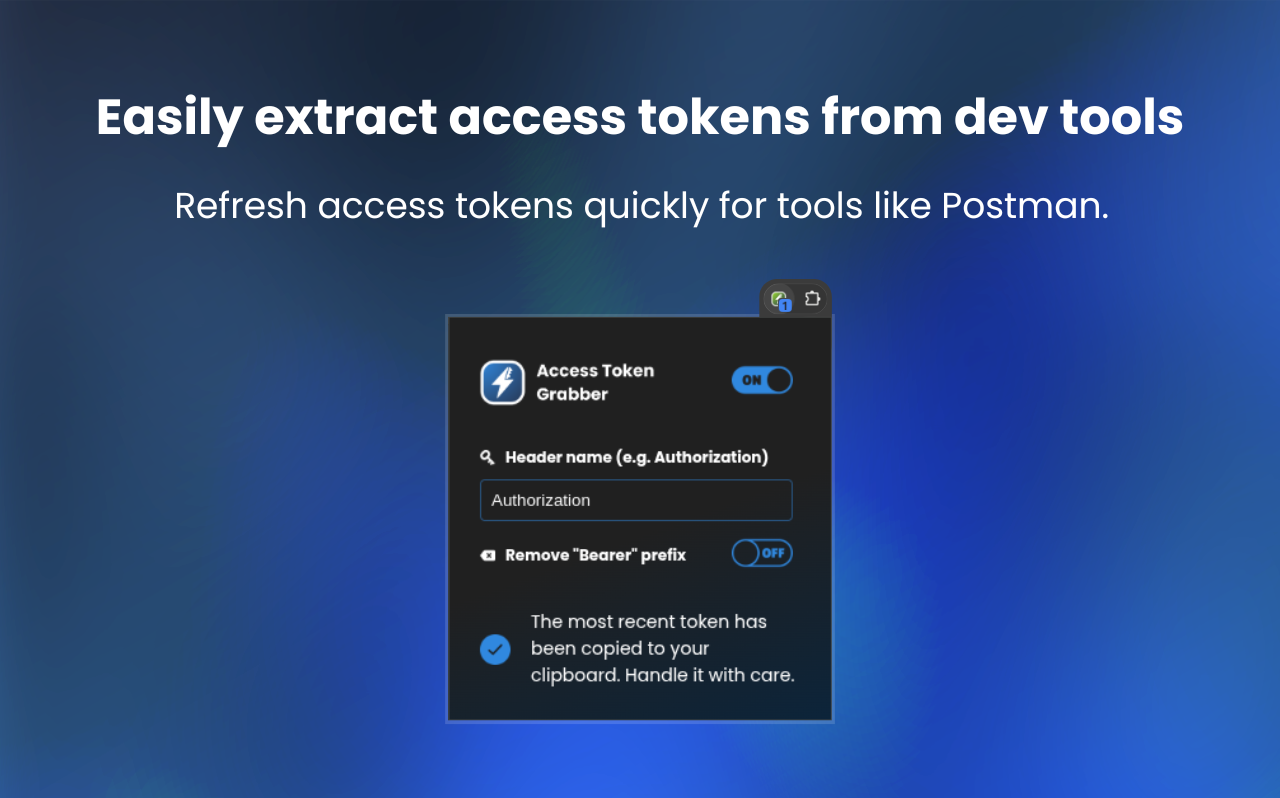 Easily extract access tokens from dev tools
Refresh access tokens quickly for tools like Postman.
1
Access Token
Grabber
ON
Header name (e.g. Authorization)
Authorization
Remove "Bearer" prefix
OFF
The most recent token has
been copied to your
clipboard. Handle it with care.